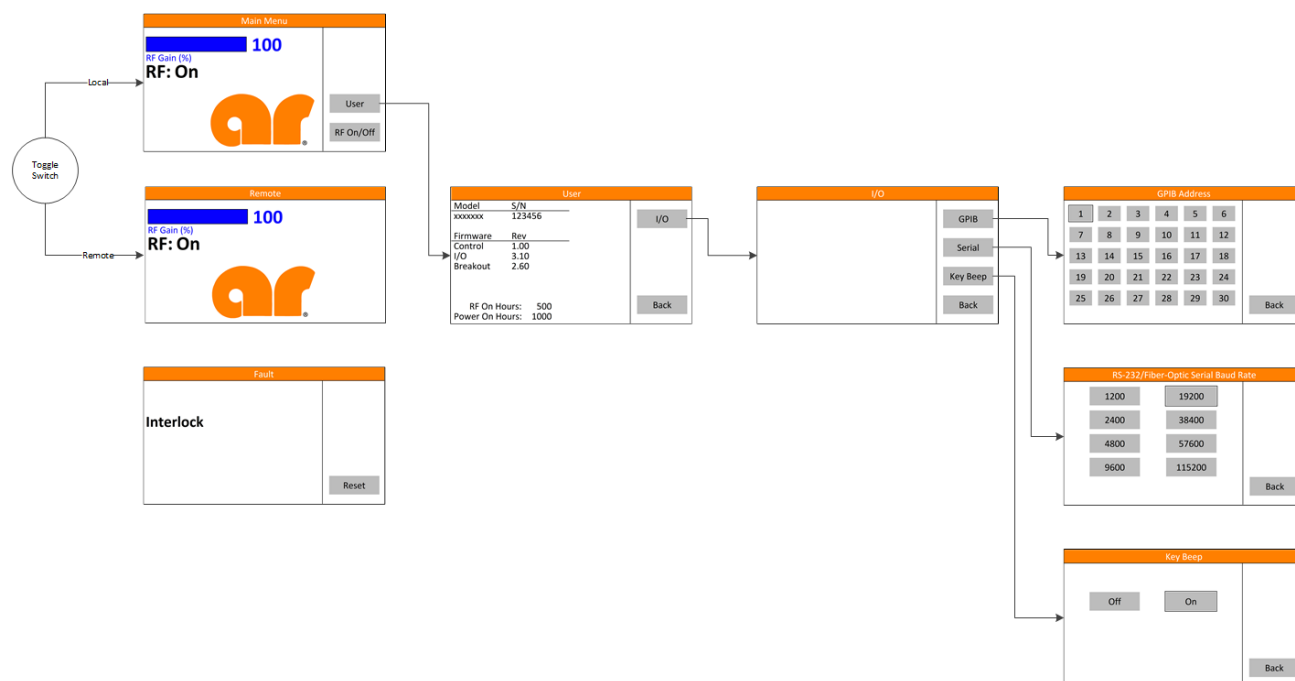 Main Menu
100
RF Gain (%)
RF: On
ar®
User
RF On/Off
Local
Toggle
Switch
Remote
Remote
100
RF Gain (%)
RF: On
ar®
Fault
Interlock
Reset
User
Model S/N
xxxxxxx 123456
Firmware Rev
Control 1.00
I/O 3.10
Breakout 2.60
RF On Hours: 500
Power On Hours: 1000
I/O
Back
I/O
GPIB
Serial
Key Beep
Back
GPIB Address
1 2 3 4 5 6
7 8 9 10 11 12
13 14 15 16 17 18
19 20 21 22 23 24
25 26 27 28 29 30
Back
RS-232/Fiber-Optic Serial Baud Rate
1200 19200
2400 38400
4800 57600
9600 115200
Back
Key Beep
Off On
Back